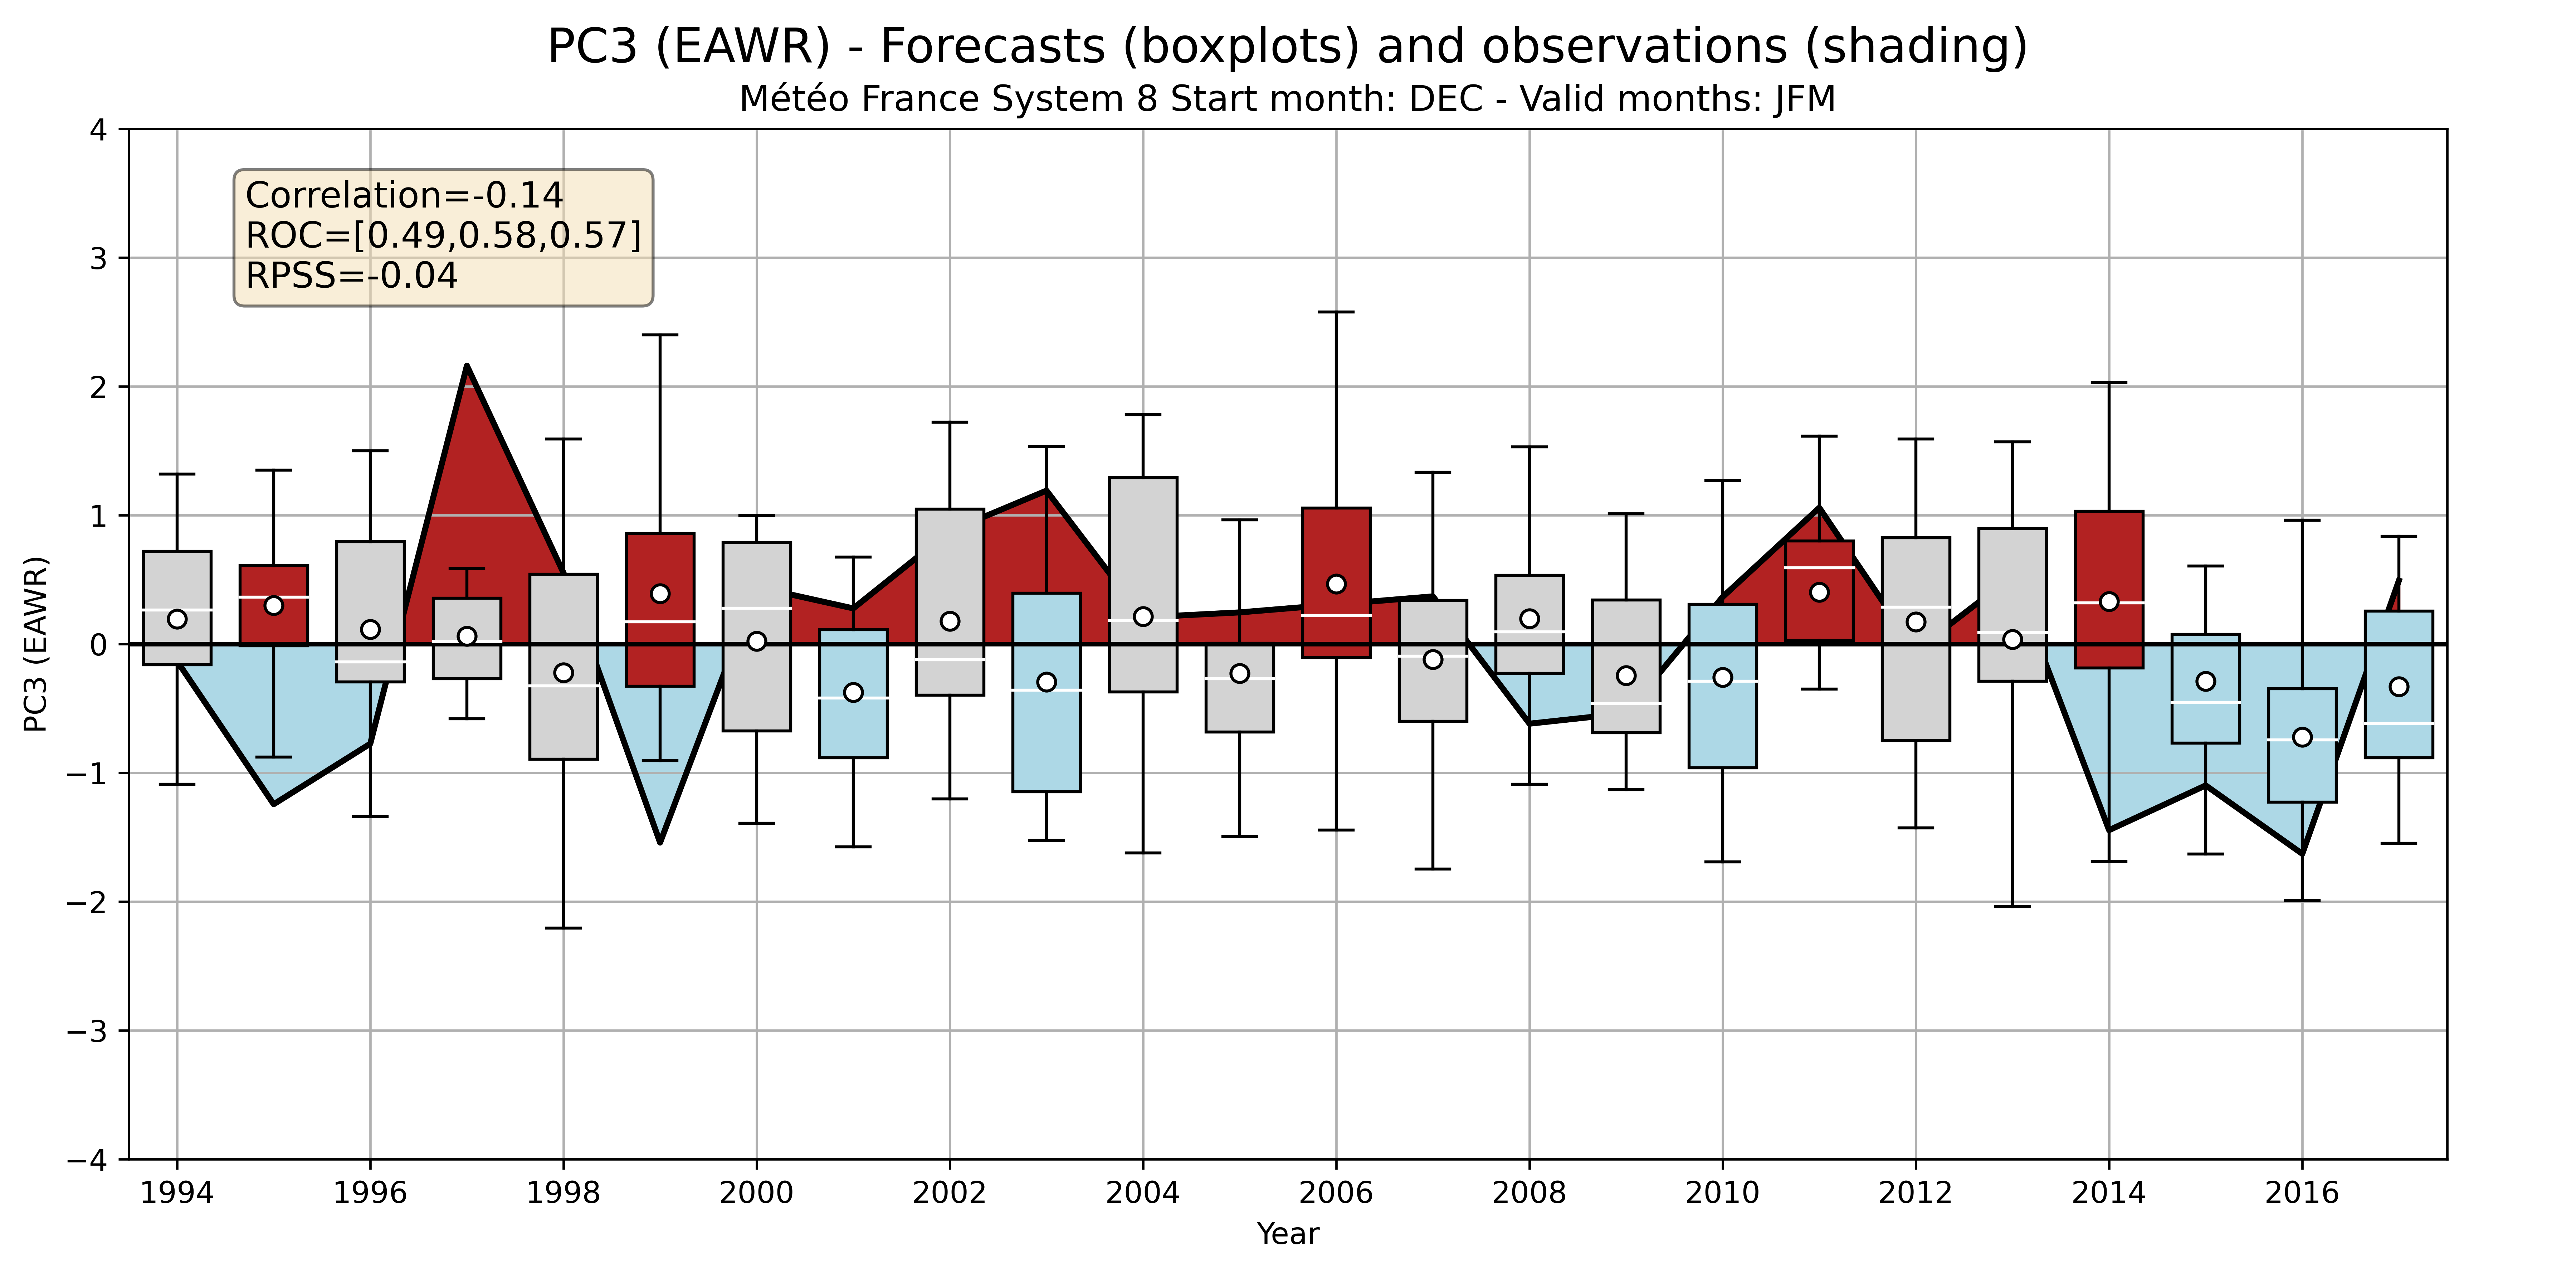 PC3 (EAWR) - Forecasts (boxplots) and observations (shading)
Météo France System 8 Start month: DEC - Valid months: JFM
Correlation=-0.14
ROC=[0.49,0.58,0.57]
RPSS=-0.04
PC3 (EAWR)
4
3
2
1
0
−1
−2
−3
−4
1994 1996 1998 2000 2002 2004 2006 2008 2010 2012 2014 2016
Year